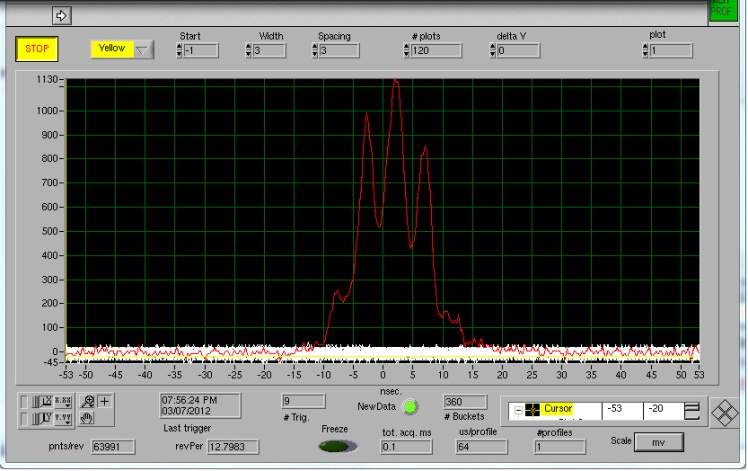 PROF
STOP Yellow Start -1 Width 3 Spacing 3 # plots 120 delta Y 0 plot 1
1130
1000
900
800
700
600
500
400
300
200
100
0
-45
-53 -50 -45 -40 -35 -30 -25 -20 -15 -10 -5 0 5 10 15 20 25 30 35 40 45 50 53
nsec.
07:56:24 PM
03/07/2012
Last trigger
9
# Trig.
NewData
360
# Buckets
Cursor -53 -20
pnts/rev 63991
revPer 12.7983
Freeze
tot. acq. ms
0.1
us/profile
64
#profiles
1
Scale mv